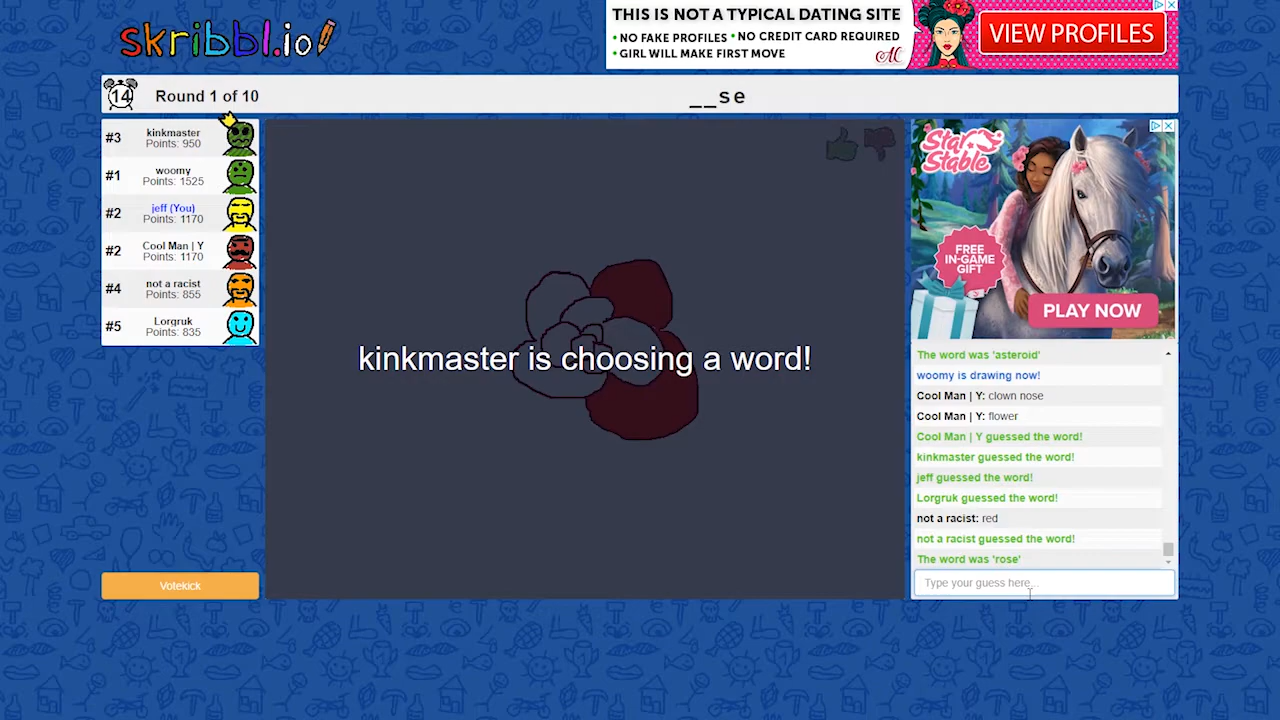 skribbl.io
THIS IS NOT A TYPICAL DATING SITE
• NO FAKE PROFILES • NO CREDIT CARD REQUIRED
• GIRL WILL MAKE FIRST MOVE
AC
VIEW PROFILES
14
Round 1 of 10
__se
#3
kinkmaster
Points: 950
#1
woomy
Points: 1525
#2
jeff (You)
Points: 1170
#2
Cool Man | Y
Points: 1170
#4
not a racist
Points: 855
#5
Lorgruk
Points: 835
Votekick
kinkmaster is choosing a word!
Star Stable
FREE
IN-GAME
GIFT
PLAY NOW
The word was 'asteroid'
woomy is drawing now!
Cool Man | Y: clown nose
Cool Man | Y: flower
Cool Man | Y guessed the word!
kinkmaster guessed the word!
jeff guessed the word!
Lorgruk guessed the word!
not a racist: red
not a racist guessed the word!
The word was 'rose'
Type your guess here...